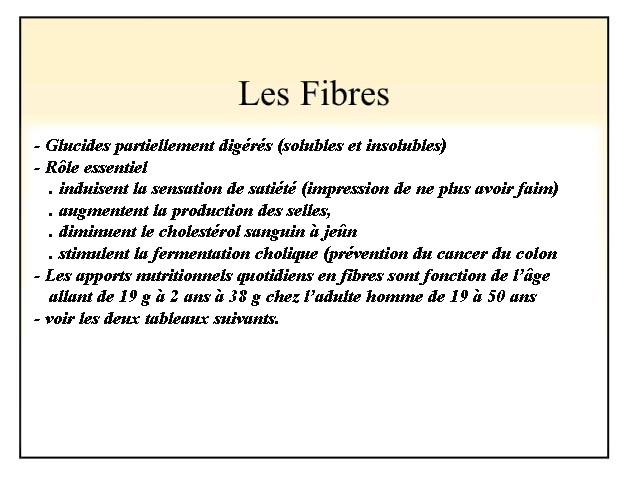 Les Fibres
- Glucides partiellement digérés (solubles et insolubles)
- Rôle essentiel
. induisent la sensation de satiété (impression de ne plus avoir faim)
. augmentent la production des selles,
. diminuent le cholestérol sanguin à jeûn
. stimulent la fermentation cholique (prévention du cancer du colon
- Les apports nutritionnels quotidiens en fibres sont fonction de l'âge
allant de 19 g à 2 ans à 38 g chez l'adulte homme de 19 à 50 ans
- voir les deux tableaux suivants.